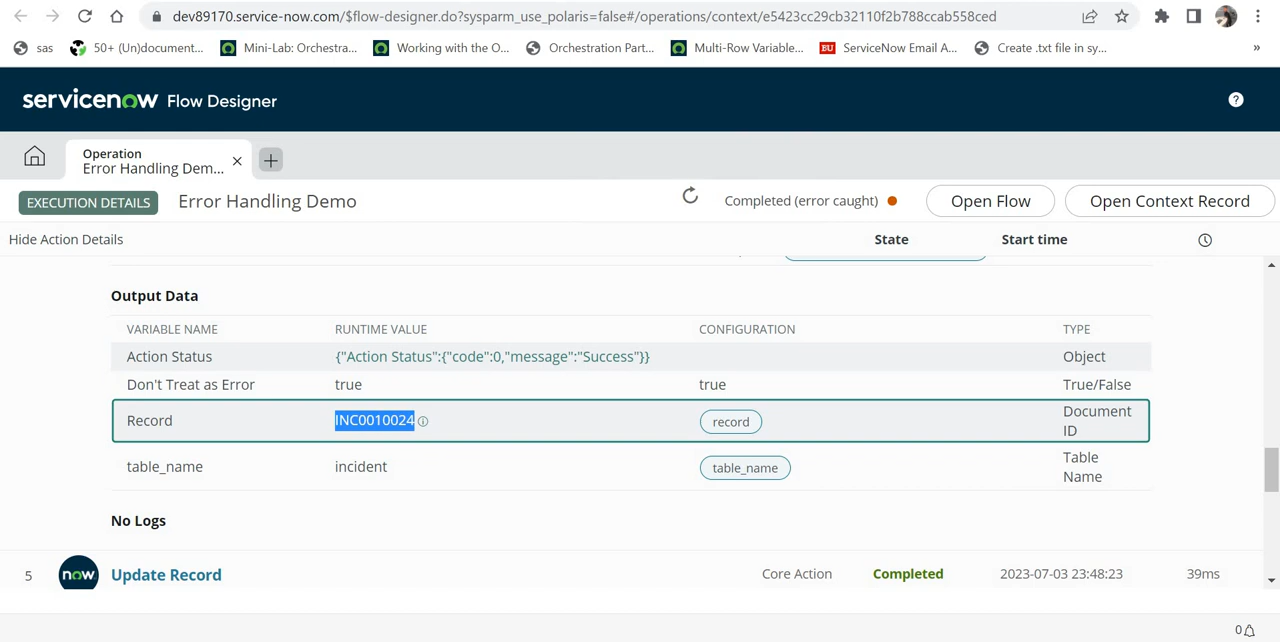 dev89170.service-now.com/$flow-designer.do?sysparm_use_polaris=false#/operations/context/e5423cc29cb32110f2b788ccab558ced
sas 50+ (Un)document... Mini-Lab: Orchestra... Working with the O... Orchestration Part... Multi-Row Variable... BU ServiceNow Email A... Create .txt file in sy... »
servicenow Flow Designer ?
Operation
Error Handling Dem... × +
EXECUTION DETAILS Error Handling Demo Completed (error caught) Open Flow Open Context Record
Hide Action Details State Start time
Output Data
VARIABLE NAME RUNTIME VALUE CONFIGURATION TYPE
Action Status {"Action Status":{"code":0,"message":"Success"}} Object
Don't Treat as Error true true True/False
Record INC0010024 record Document ID
table_name incident table_name Table Name
No Logs
5 now. Update Record Core Action Completed 2023-07-03 23:48:23 39ms
0